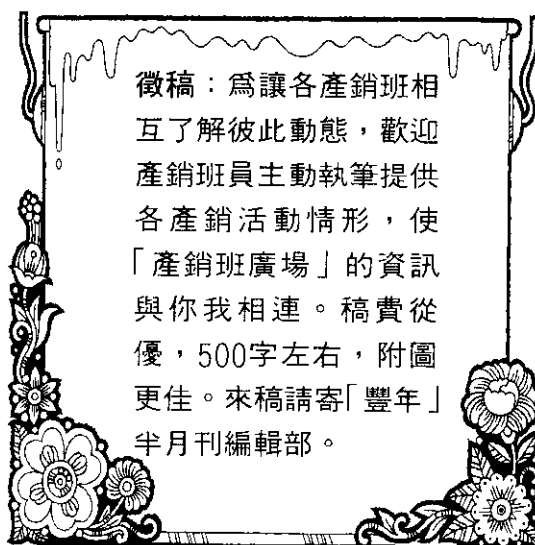 徵稿：爲讓各產銷班相
互了解彼此動態，歡迎
產銷班員主動執筆提供
各產銷活動情形，使
「產銷班廣場」的資訊
與你我相連。稿費從
優，500字左右，附圖
更佳。來稿請寄「豐年」
半月刊編輯部。